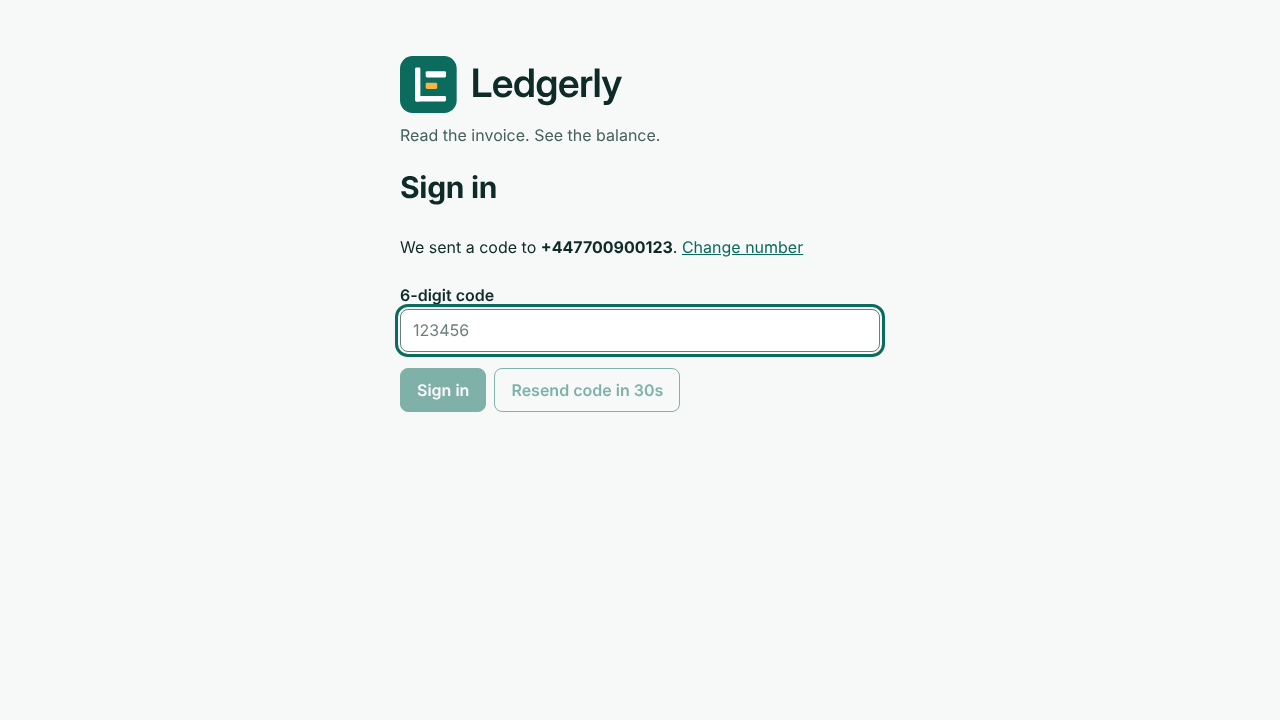 Ledgerly
Read the invoice. See the balance.
Sign in
We sent a code to +447700900123. Change number
6-digit code
123456
Sign in
Resend code in 30s